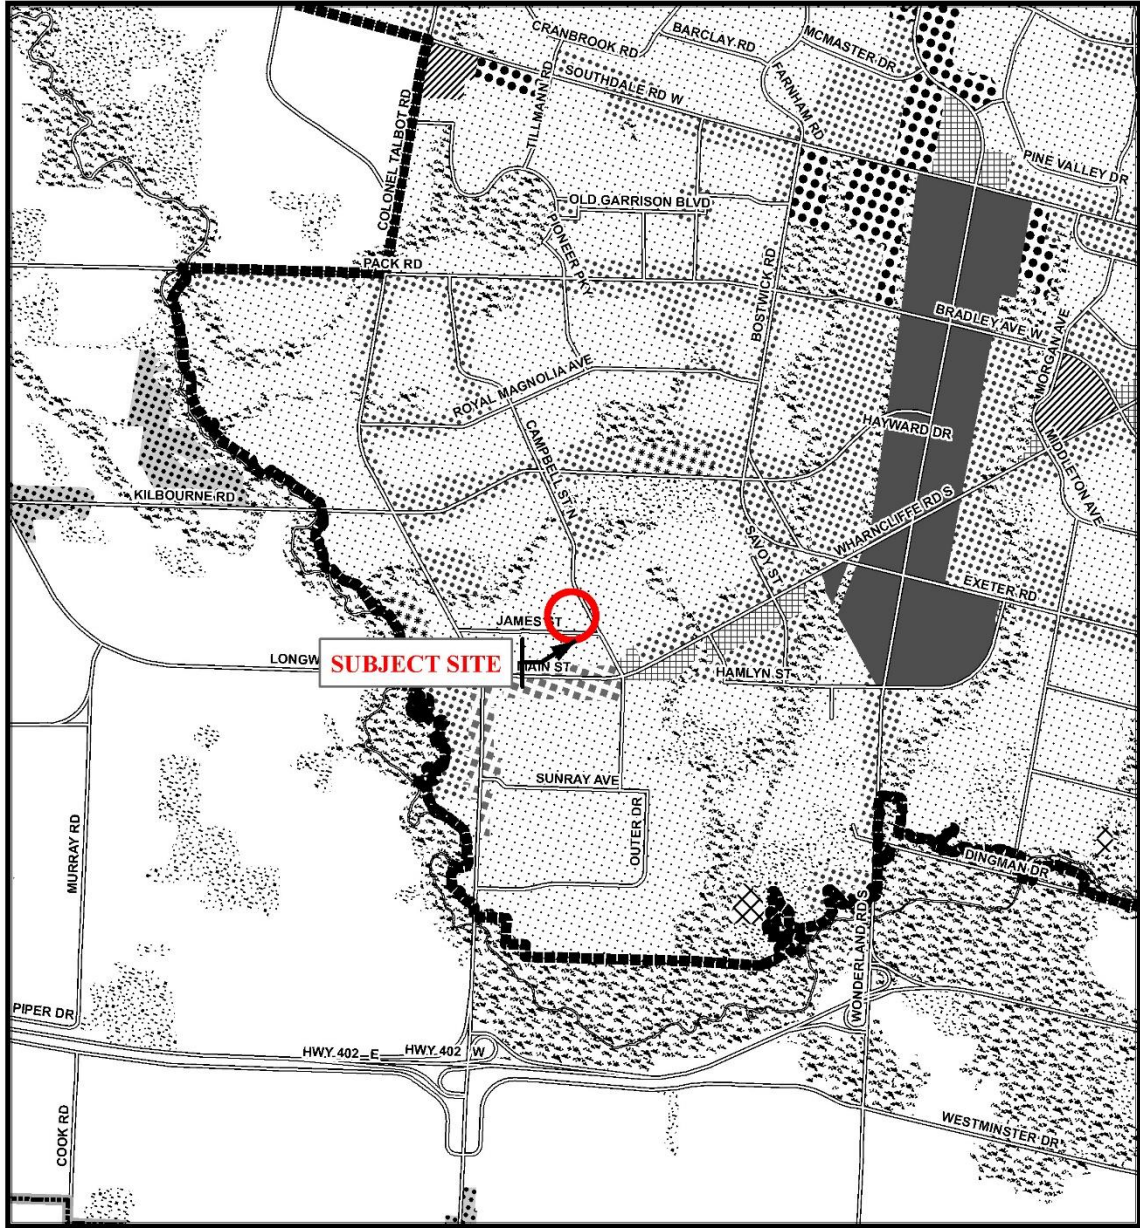 CRANBROOK RD
BARCLAY RD
MCMASTER DR
SOUTHDALE RD W
TILLMANN RD
FARNHAM RD
COLONEL TALBOT RD
PINE VALLEY DR
OLD GARRISON BLVD
PIONEER PKY
PACK RD
BOSTWICK RD
BRADLEY AVE W
MORGAN AVE
ROYAL MAGNOLIA AVE
CAMPBELL ST N
HAYWARD DR
MIDDLETON AVE
KILBOURNE RD
WHARNCLIFFE RD S
SAVOY ST
EXETER RD
JAMES ST
LONGW
SUBJECT SITE
MAIN ST
HAMLYN ST
SUNRAY AVE
OUTER DR
MURRAY RD
DINGMAN DR
WONDERLAND RD S
PIPER DR
HWY 402 E
HWY 402 W
COOK RD
WESTMINSTER DR